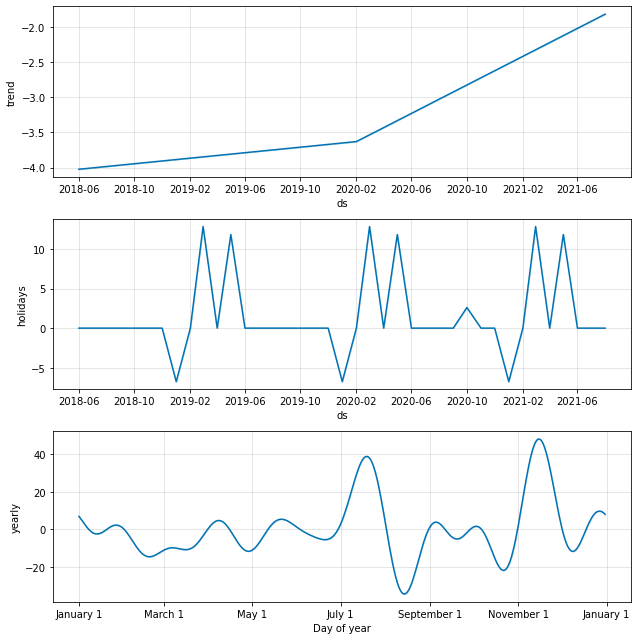 trend
−2.0
−2.5
−3.0
−3.5
−4.0
2018-06 2018-10 2019-02 2019-06 2019-10 2020-02 2020-06 2020-10 2021-02 2021-06
ds
holidays
10
5
0
−5
2018-06 2018-10 2019-02 2019-06 2019-10 2020-02 2020-06 2020-10 2021-02 2021-06
ds
yearly
40
20
0
−20
January 1 March 1 May 1 July 1 September 1 November 1 January 1
Day of year